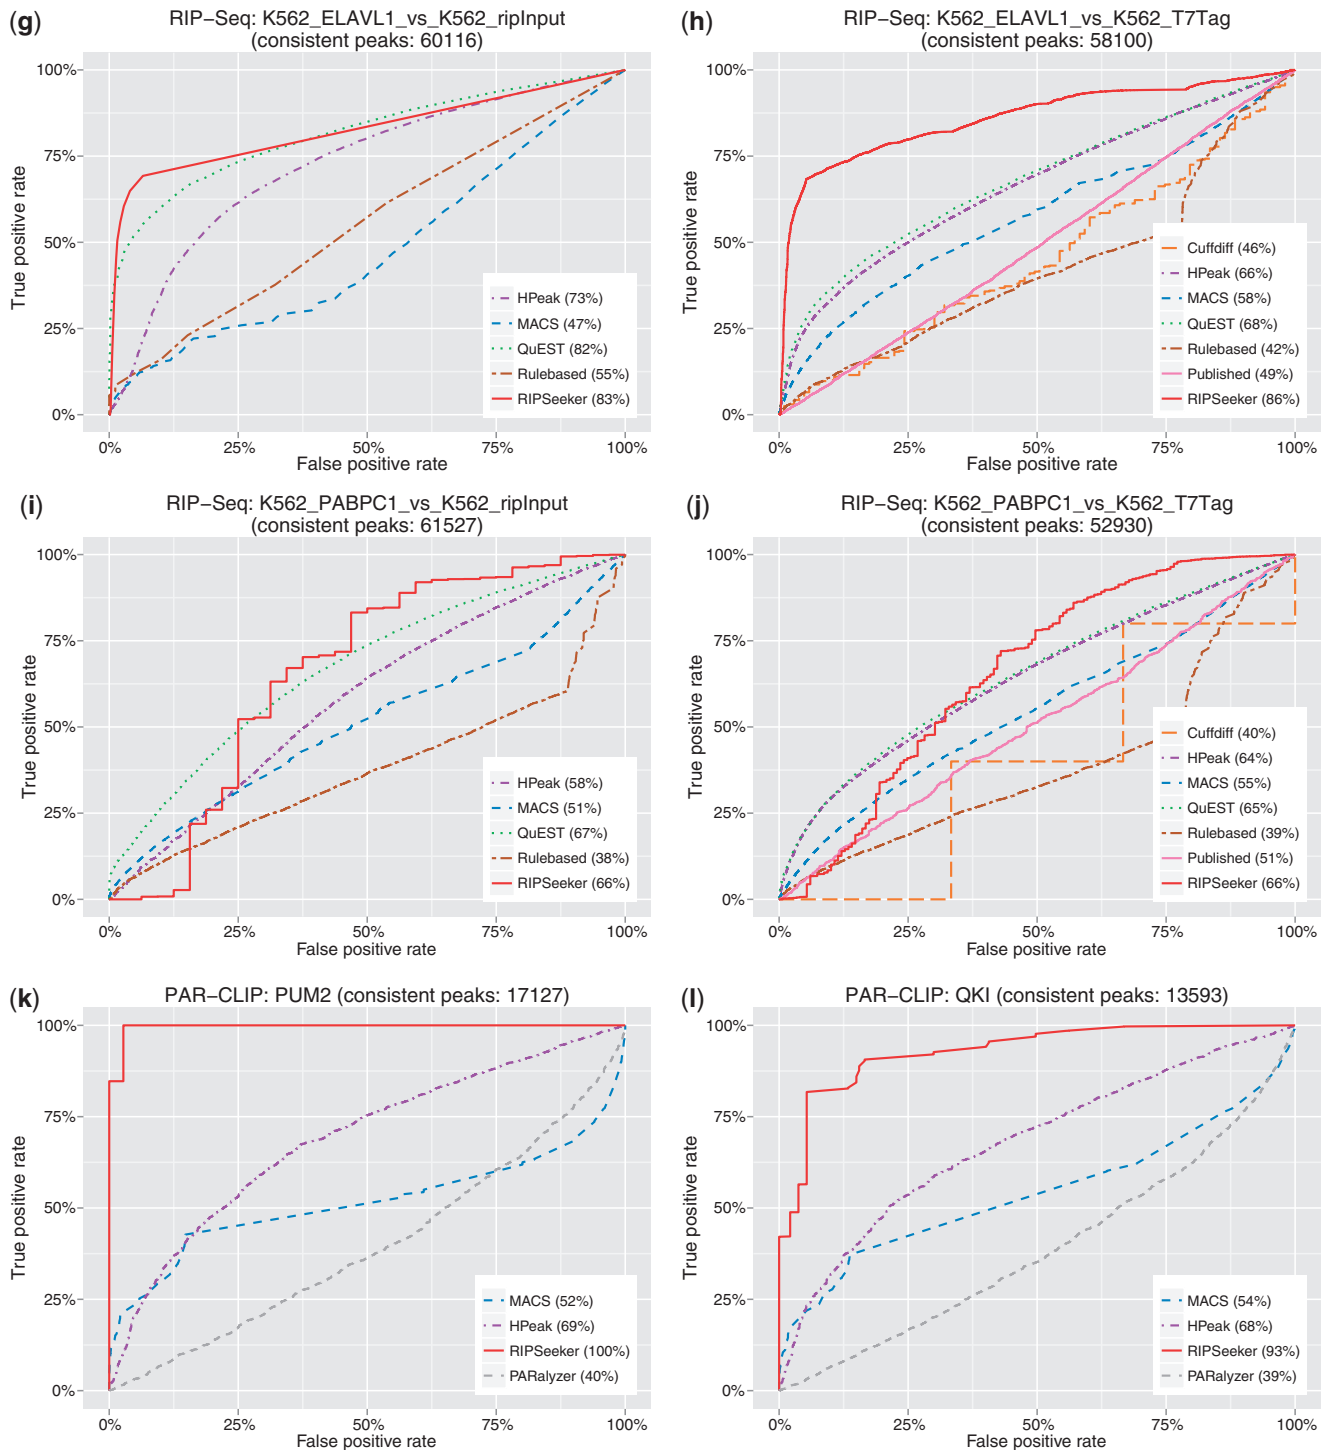 (g)
RIP−Seq: K562_ELAVL1_vs_K562_ripInput
(consistent peaks: 60116)
True positive rate
100%
75%
50%
25%
0%
HPeak (73%)
MACS (47%)
QuEST (82%)
Rulebased (55%)
RIPSeeker (83%)
0%
25%
50%
75%
100%
False positive rate
(h)
RIP−Seq: K562_ELAVL1_vs_K562_T7Tag
(consistent peaks: 58100)
True positive rate
100%
75%
50%
25%
0%
Cuffdiff (46%)
HPeak (66%)
MACS (58%)
QuEST (68%)
Rulebased (42%)
Published (49%)
RIPSeeker (86%)
0%
25%
50%
75%
100%
False positive rate
(i)
RIP−Seq: K562_PABPC1_vs_K562_ripInput
(consistent peaks: 61527)
True positive rate
100%
75%
50%
25%
0%
HPeak (58%)
MACS (51%)
QuEST (67%)
Rulebased (38%)
RIPSeeker (66%)
0%
25%
50%
75%
100%
False positive rate
(j)
RIP−Seq: K562_PABPC1_vs_K562_T7Tag
(consistent peaks: 52930)
True positive rate
100%
75%
50%
25%
0%
Cuffdiff (40%)
HPeak (64%)
MACS (55%)
QuEST (65%)
Rulebased (39%)
Published (51%)
RIPSeeker (66%)
0%
25%
50%
75%
100%
False positive rate
(k)
PAR−CLIP: PUM2 (consistent peaks: 17127)
True positive rate
100%
75%
50%
25%
0%
MACS (52%)
HPeak (69%)
RIPSeeker (100%)
PARalyzer (40%)
0%
25%
50%
75%
100%
False positive rate
(l)
PAR−CLIP: QKI (consistent peaks: 13593)
True positive rate
100%
75%
50%
25%
0%
MACS (54%)
HPeak (68%)
RIPSeeker (93%)
PARalyzer (39%)
0%
25%
50%
75%
100%
False positive rate